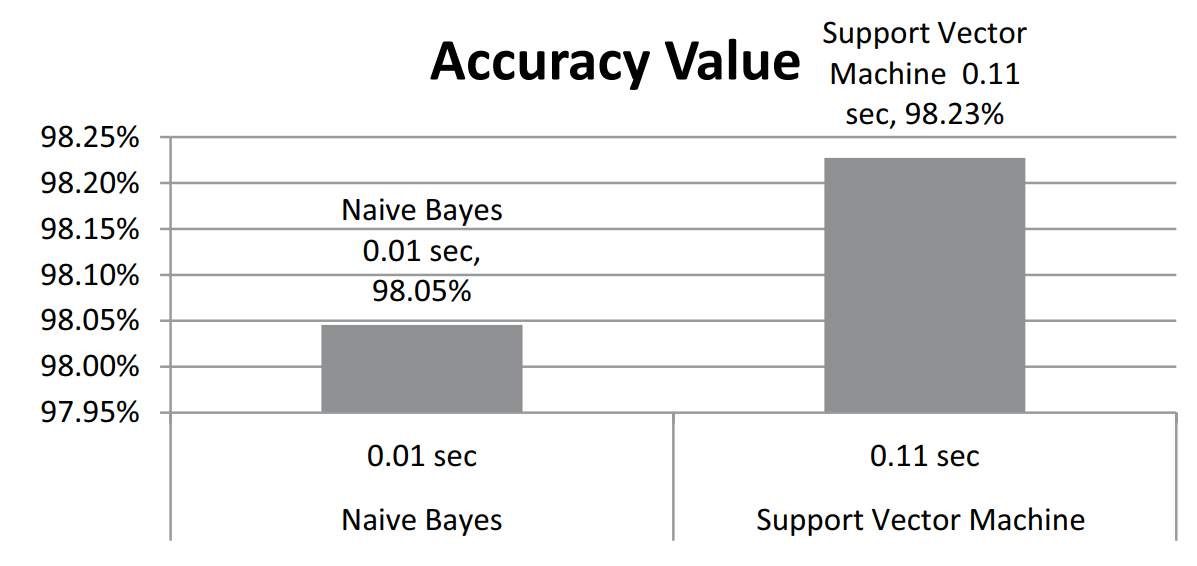 Accuracy Value
Support Vector
Machine  0.11
sec, 98.23%
98.25%
98.20%
98.15%
98.10%
98.05%
98.00%
97.95%
Naive Bayes
0.01 sec,
98.05%
0.01 sec
0.11 sec
Naive Bayes
Support Vector Machine